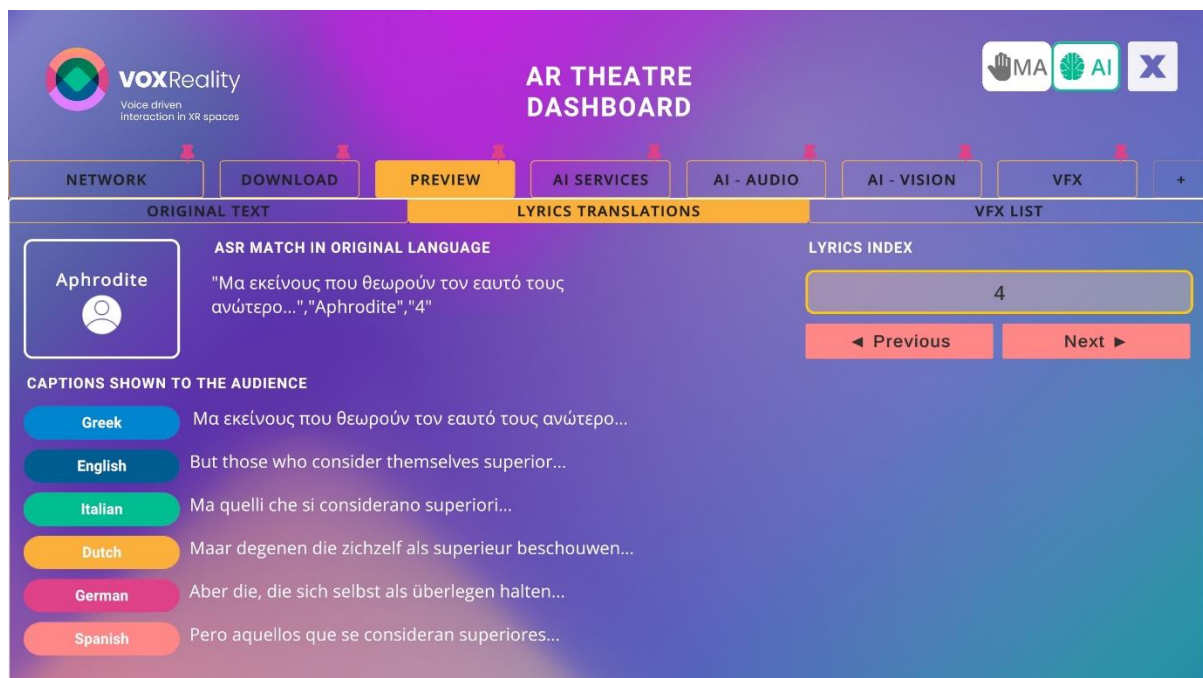 VOXReality
Voice driven
interaction in XR spaces
AR THEATRE
DASHBOARD
MA
AI
X
NETWORK
DOWNLOAD
PREVIEW
AI SERVICES
AI - AUDIO
AI - VISION
VFX
+
ORIGINAL TEXT
LYRICS TRANSLATIONS
VFX LIST
Aphrodite
ASR MATCH IN ORIGINAL LANGUAGE
"Μα εκείνους που θεωρούν τον εαυτό τους
ανώτερο...","Aphrodite","4"
LYRICS INDEX
4
◄ Previous
Next ►
CAPTIONS SHOWN TO THE AUDIENCE
Greek
Μα εκείνους που θεωρούν τον εαυτό τους ανώτερο...
English
But those who consider themselves superior...
Italian
Ma quelli che si considerano superiori...
Dutch
Maar degenen die zichzelf als superieur beschouwen...
German
Aber die, die sich selbst als überlegen halten...
Spanish
Pero aquellos que se consideran superiores...